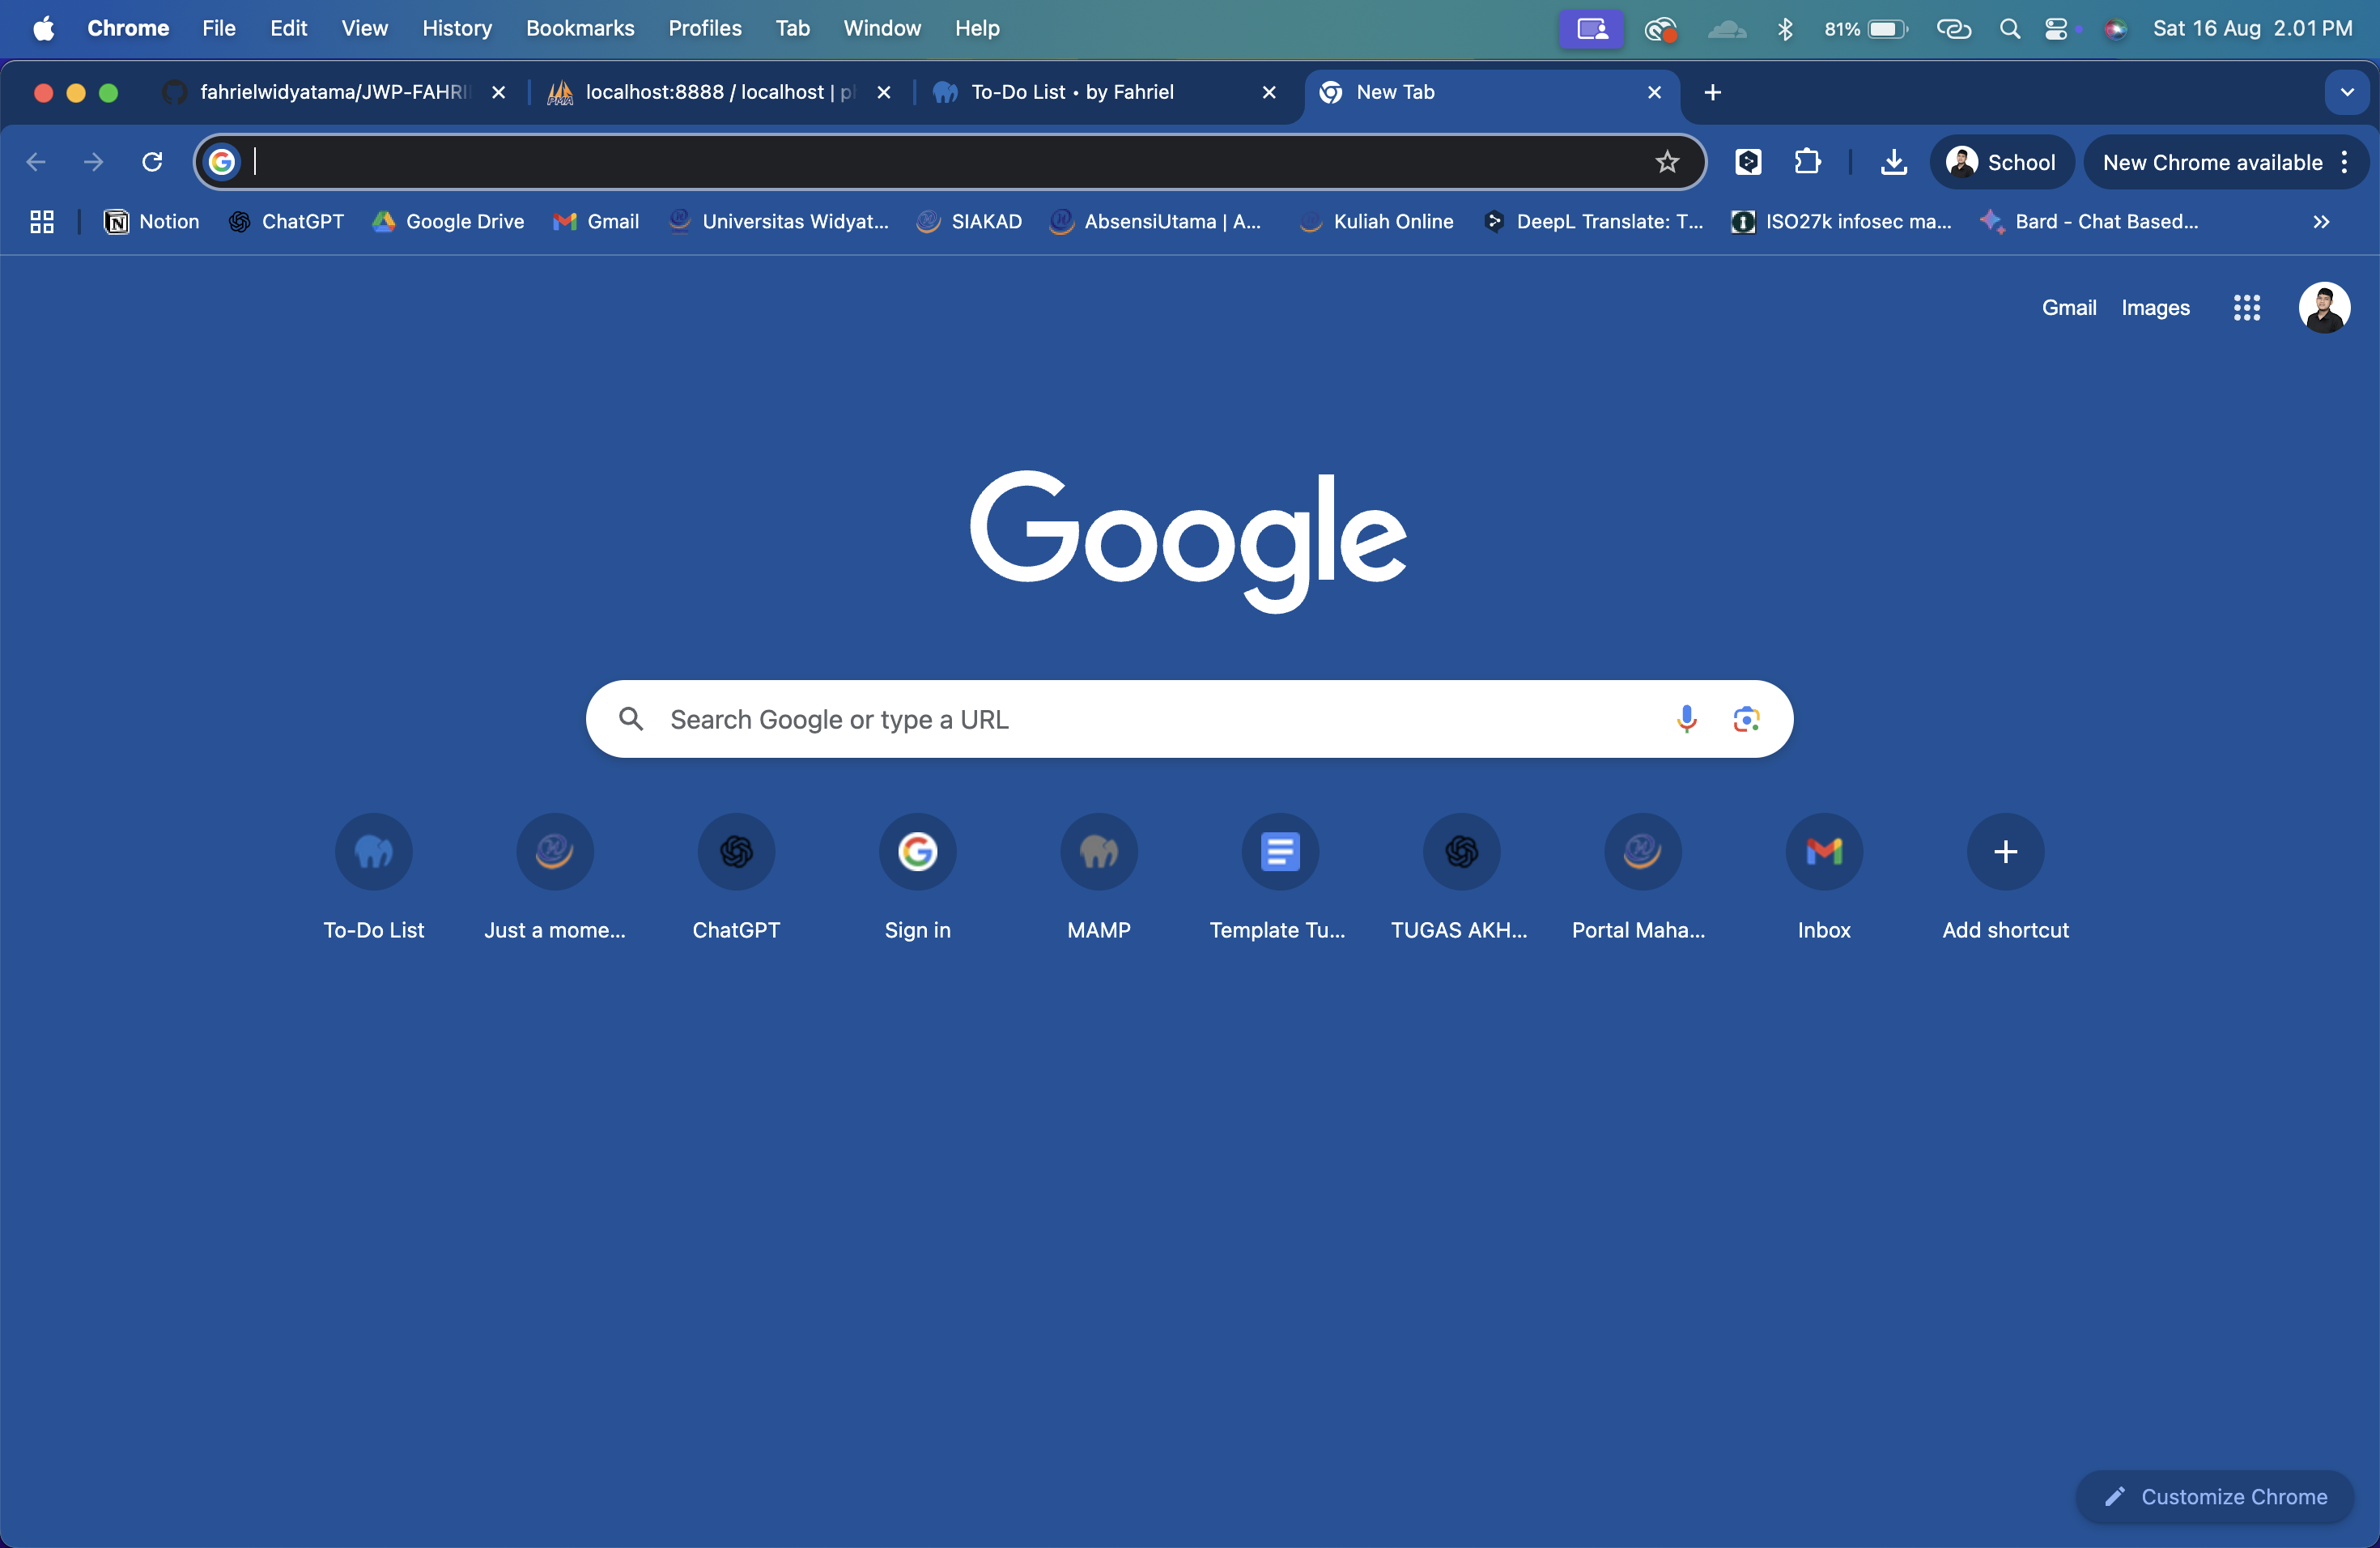 Chrome File Edit View History Bookmarks Profiles Tab Window Help 81% Sat 16 Aug 2.01 PM
fahrielwidyatama/JWP-FAHRI localhost:8888 / localhost | p To-Do List • by Fahriel New Tab
School New Chrome available
Notion ChatGPT Google Drive Gmail Universitas Widyat... SIAKAD AbsensiUtama | A... Kuliah Online DeepL Translate: T... ISO27k infosec ma... Bard - Chat Based...
Gmail Images
Google
Search Google or type a URL
To-Do List Just a mome... ChatGPT Sign in MAMP Template Tu... TUGAS AKH... Portal Maha... Inbox Add shortcut
Customize Chrome